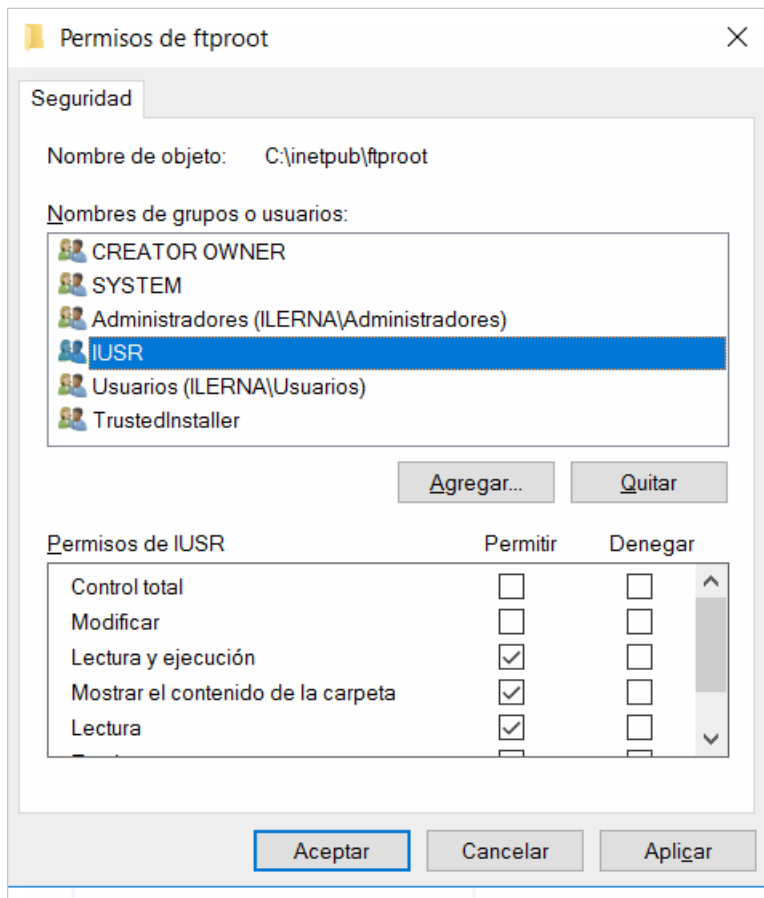 Permisos de ftproot
Seguridad
Nombre de objeto: C:\inetpub\ftproot
Nombres de grupos o usuarios:
CREATOR OWNER
SYSTEM
Administradores (ILERNA\Administradores)
IUSR
Usuarios (ILERNA\Usuarios)
TrustedInstaller
Agregar... Quitar
Permisos de IUSR Permitir Denegar
Control total
Modificar
Lectura y ejecución
Mostrar el contenido de la carpeta
Lectura
Aceptar Cancelar Aplicar